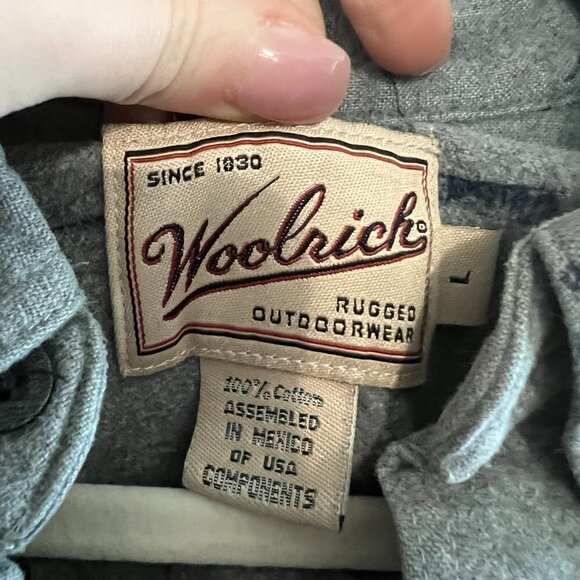 SINCE 1830
Woolrich®
RUGGED
OUTDOORWEAR
L
100% Cotton
ASSEMBLED
IN MEXICO
OF USA
COMPONENTS